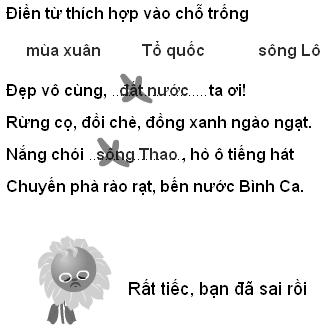 Điền từ thích hợp vào chỗ trống
mùa xuân Tổ quốc sông Lô
Đẹp vô cùng, ..đất nước.....ta ơi!
Rừng cọ, đồi chè, đồng xanh ngào ngạt.
Nắng chói ..sông Thao.., hò ô tiếng hát
Chuyến phà rào rạt, bến nước Bình Ca.
Rất tiếc, bạn đã sai rồi